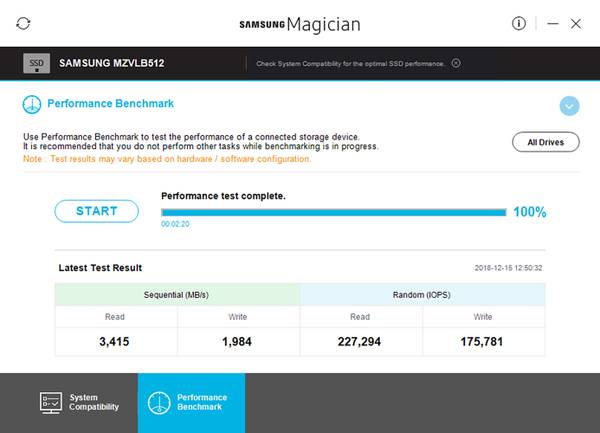 SAMSUNG Magician
SSD
SAMSUNG MZVLB512
Check System Compatibility for the optimal SSD performance.
Performance Benchmark
Use Performance Benchmark to test the performance of a connected storage device.
It is recommended that you do not perform other tasks while benchmarking is in progress.
Note : Test results may vary based on hardware / software configuration.
All Drives
START
Performance test complete.
100%
00:02:20
Latest Test Result
2018-12-15 12:50:32
Sequential (MB/s)
Random (IOPS)
Read
Write
Read
Write
3,415
1,984
227,294
175,781
System
Compatibility
Performance
Benchmark